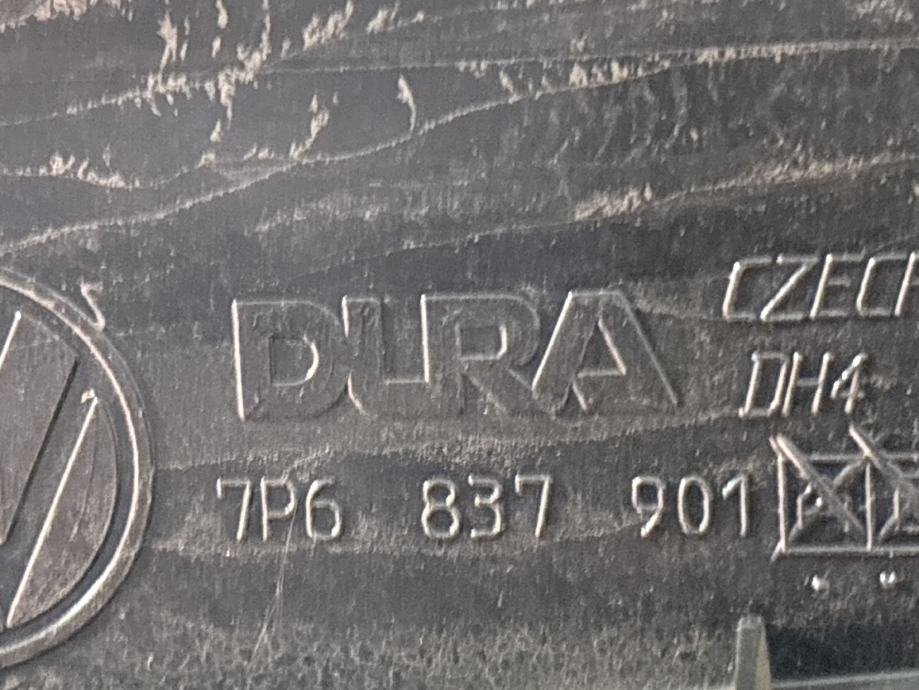 DURA
CZECH
DH4
7P6 837 901